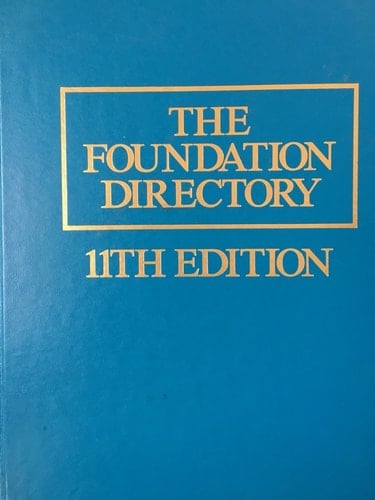 THE
FOUNDATION
DIRECTORY
11TH EDITION